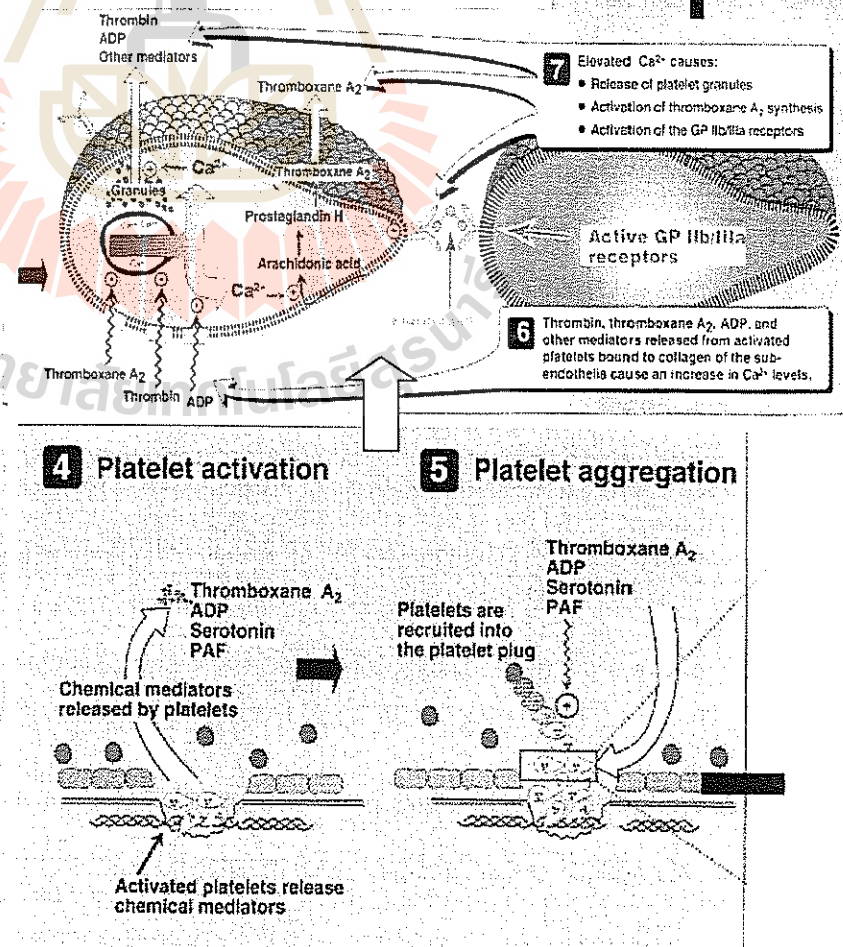 Thrombin
ADP
Other mediators
Thromboxane A₂
7 Elevated Ca²⁺ causes:
• Release of platelet granules
• Activation of thromboxane A₂ synthesis
• Activation of the GP IIb/IIIa receptors
Ca²⁺
Granules
Thromboxane A₂
Prostaglandin H
Arachidonic acid
Ca²⁺
Active GP IIb/IIIa
receptors
6 Thrombin, thromboxane A₂, ADP, and
other mediators released from activated
platelets bound to collagen of the sub-
endothelia cause an increase in Ca²⁺ levels.
Thromboxane A₂
Thrombin
ADP
4 Platelet activation
Thromboxane A₂
ADP
Serotonin
PAF
Chemical mediators
released by platelets
Activated platelets release
chemical mediators
5 Platelet aggregation
Thromboxane A₂
ADP
Serotonin
PAF
Platelets are
recruited into
the platelet plug